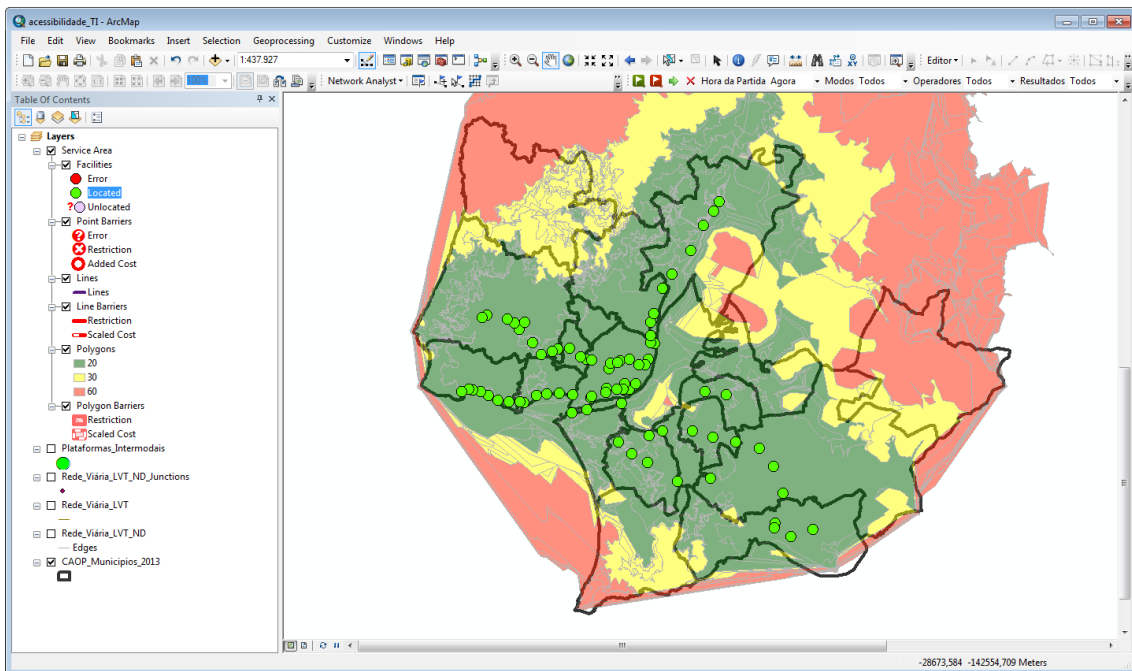 acessibilidade_TI - ArcMap
File Edit View Bookmarks Insert Selection Geoprocessing Customize Windows Help
1:437.927 Editor
100% Network Analyst Hora da Partida Agora Modos Todos Operadores Todos Resultados Todos
Table Of Contents
Layers
Service Area
Facilities
Error
Located
? Unlocated
Point Barriers
Error
Restriction
Added Cost
Lines
Lines
Line Barriers
Restriction
Scaled Cost
Polygons
20
30
60
Polygon Barriers
Restriction
Scaled Cost
Plataformas_Intermodais
Rede_Viária_LVT_ND_Junctions
Rede_Viária_LVT
Rede_Viária_LVT_ND
Edges
CAOP_Municipios_2013
-28673,584 -142554,709 Meters